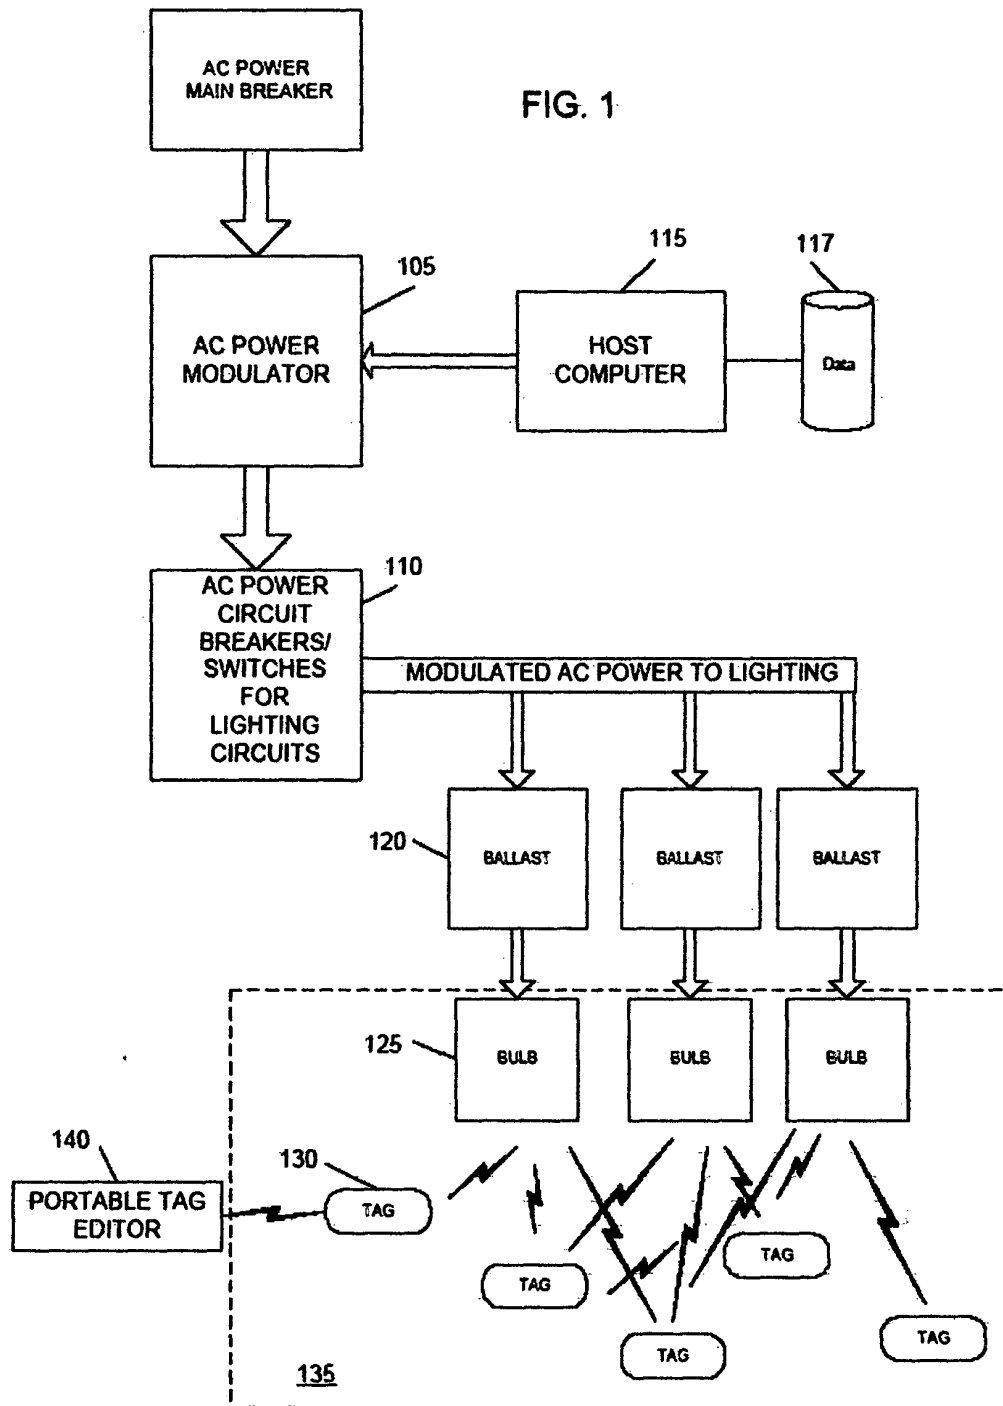 AC POWER
MAIN BREAKER
FIG. 1
105
115
117
AC POWER
MODULATOR
HOST
COMPUTER
Data
110
AC POWER
CIRCUIT
BREAKERS/
SWITCHES
FOR
LIGHTING
CIRCUITS
MODULATED AC POWER TO LIGHTING
120
BALLAST
BALLAST
BALLAST
125
BULB
BULB
BULB
140
130
PORTABLE TAG
EDITOR
TAG
TAG
TAG
TAG
TAG
135